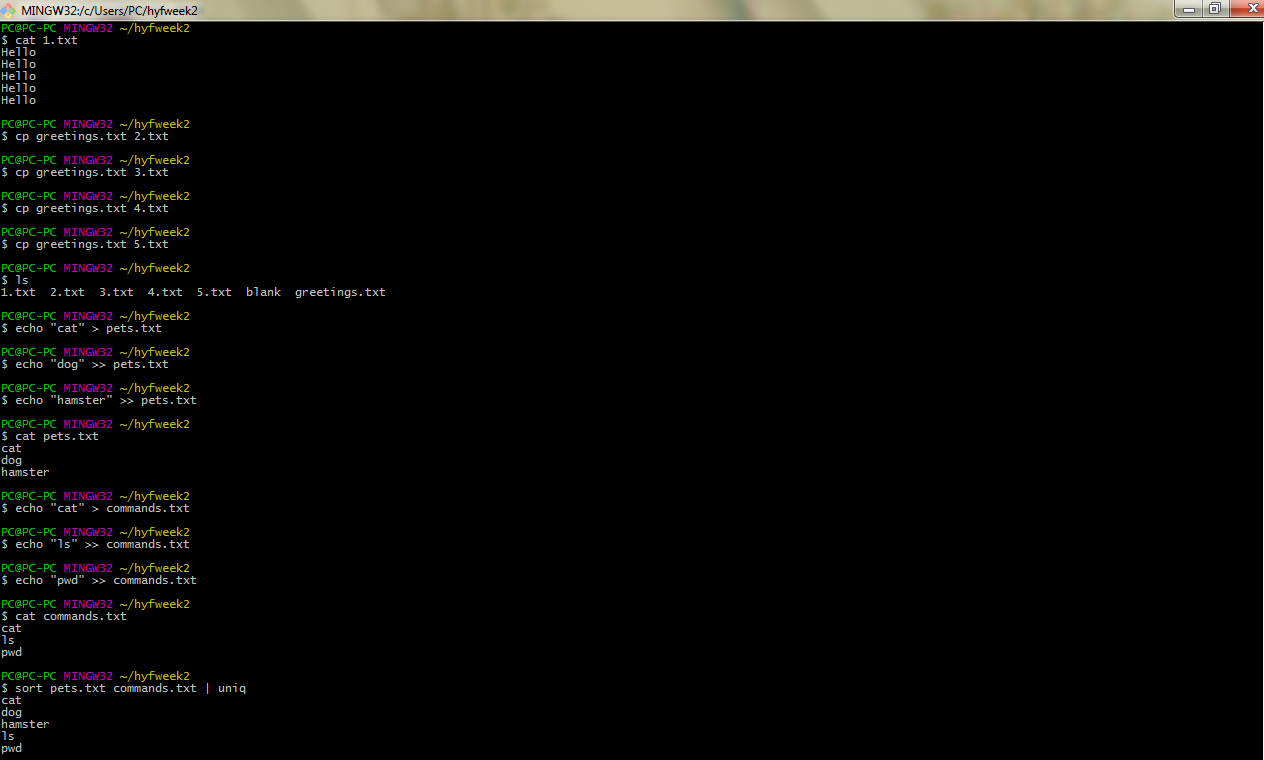 MINGW32:/c/Users/PC/hyfweek2
PC@PC-PC MINGW32 ~/hyfweek2
$ cat 1.txt
Hello
Hello
Hello
Hello
Hello
PC@PC-PC MINGW32 ~/hyfweek2
$ cp greetings.txt 2.txt
PC@PC-PC MINGW32 ~/hyfweek2
$ cp greetings.txt 3.txt
PC@PC-PC MINGW32 ~/hyfweek2
$ cp greetings.txt 4.txt
PC@PC-PC MINGW32 ~/hyfweek2
$ cp greetings.txt 5.txt
PC@PC-PC MINGW32 ~/hyfweek2
$ ls
1.txt  2.txt  3.txt  4.txt  5.txt  blank  greetings.txt
PC@PC-PC MINGW32 ~/hyfweek2
$ echo "cat" > pets.txt
PC@PC-PC MINGW32 ~/hyfweek2
$ echo "dog" >> pets.txt
PC@PC-PC MINGW32 ~/hyfweek2
$ echo "hamster" >> pets.txt
PC@PC-PC MINGW32 ~/hyfweek2
$ cat pets.txt
cat
dog
hamster
PC@PC-PC MINGW32 ~/hyfweek2
$ echo "cat" > commands.txt
PC@PC-PC MINGW32 ~/hyfweek2
$ echo "ls" >> commands.txt
PC@PC-PC MINGW32 ~/hyfweek2
$ echo "pwd" >> commands.txt
PC@PC-PC MINGW32 ~/hyfweek2
$ cat commands.txt
cat
ls
pwd
PC@PC-PC MINGW32 ~/hyfweek2
$ sort pets.txt commands.txt | uniq
cat
dog
hamster
ls
pwd